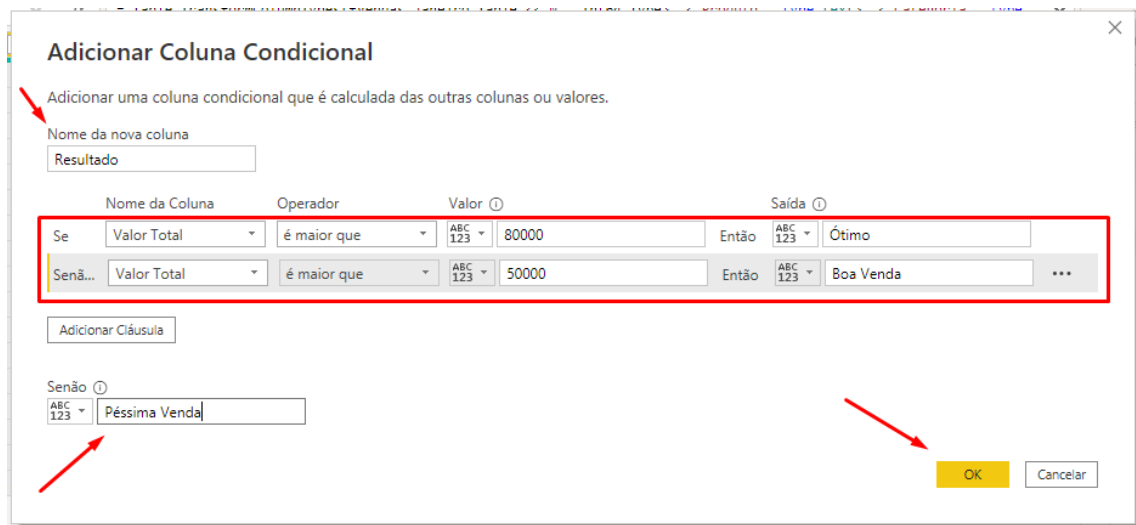 Adicionar Coluna Condicional
Adicionar uma coluna condicional que é calculada das outras colunas ou valores.
Nome da nova coluna
Resultado
Nome da Coluna Operador Valor Saída
Se Valor Total é maior que ABC 123 80000 Então ABC 123 Ótimo
Senã... Valor Total é maior que ABC 123 50000 Então ABC 123 Boa Venda ...
Adicionar Cláusula
Senão
ABC 123 Péssima Venda
OK Cancelar